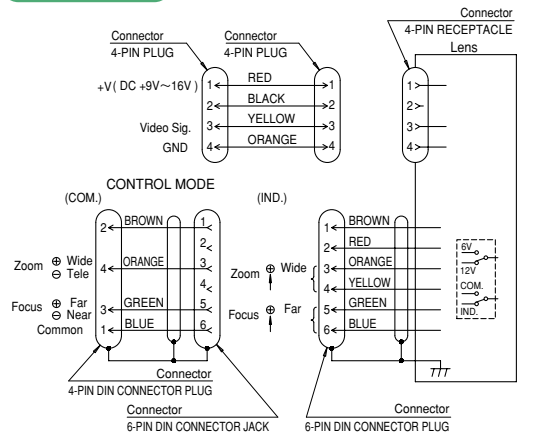 Connector
4-PIN RECEPTACLE
Lens
Connector
4-PIN PLUG
Connector
4-PIN PLUG
+V( DC +9V～16V ) 1 RED 1 1
2 BLACK 2 2
Video Sig. 3 YELLOW 3 3
GND 4 ORANGE 4 4
CONTROL MODE
(COM.)
(IND.)
2 BROWN 1
2
Zoom ⊕ Wide
⊖ Tele
4 ORANGE 3
4
Focus ⊕ Far
⊖ Near
3 GREEN 5
Common 1 BLUE 6
1 BROWN
2 RED
Zoom ⊕ Wide
3 ORANGE
4 YELLOW
Focus ⊕ Far
5 GREEN
6 BLUE
6V
12V
COM.
IND.
Connector
4-PIN DIN CONNECTOR PLUG
Connector
6-PIN DIN CONNECTOR JACK
Connector
6-PIN DIN CONNECTOR PLUG